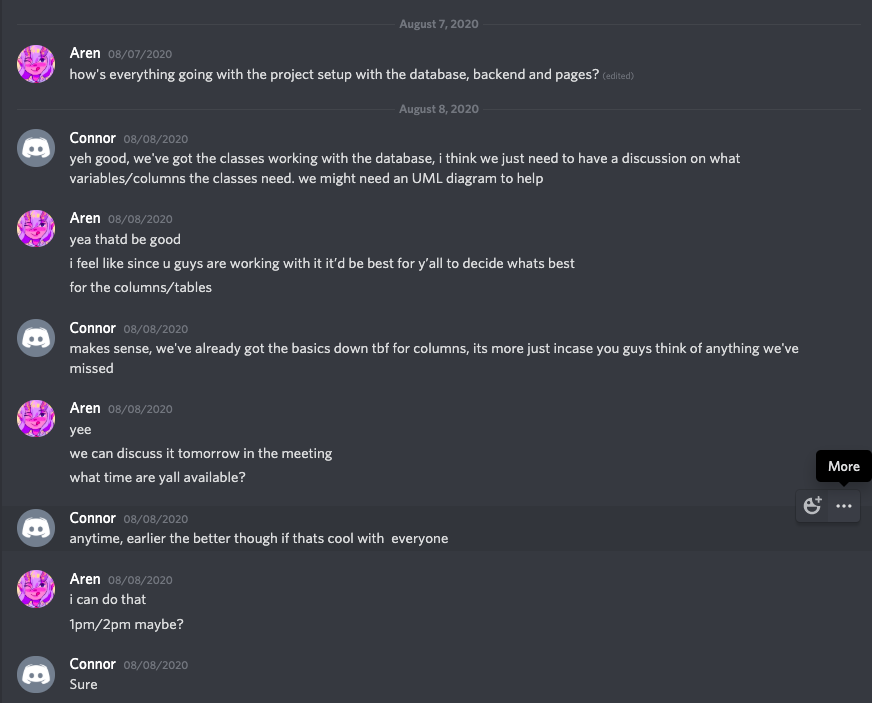 August 7, 2020
Aren 08/07/2020
how's everything going with the project setup with the database, backend and pages? (edited)
August 8, 2020
Connor 08/08/2020
yeh good, we've got the classes working with the database, i think we just need to have a discussion on what
variables/columns the classes need. we might need an UML diagram to help
Aren 08/08/2020
yea thatd be good
i feel like since u guys are working with it it'd be best for y'all to decide whats best
for the columns/tables
Connor 08/08/2020
makes sense, we've already got the basics down tbf for columns, its more just incase you guys think of anything we've
missed
Aren 08/08/2020
yee
we can discuss it tomorrow in the meeting
what time are yall available?
More
Connor 08/08/2020
anytime, earlier the better though if thats cool with  everyone
Aren 08/08/2020
i can do that
1pm/2pm maybe?
Connor 08/08/2020
Sure